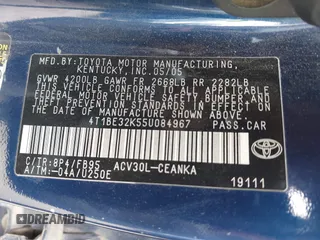 MFD.BY:TOYOTA MOTOR MANUFACTURING,
KENTUCKY,INC.05/05
GVWR 4200LB GAWR FR 2668LB RR 2282LB
THIS VEHICLE CONFORMS TO ALL APPLICABLE
FEDERAL MOTOR VEHICLE SAFETY, BUMPER, AND
THEFT PREVENTION STANDARDS IN EFFECT ON
THE DATE OF MANUFACTURE SHOWN ABOVE.
4T1BE32K55U084967 PASS.CAR
C/TR:8P4/FB95 ACV30L-CEANKA
A/TM:-04A/U250E
TOYOTA
19111